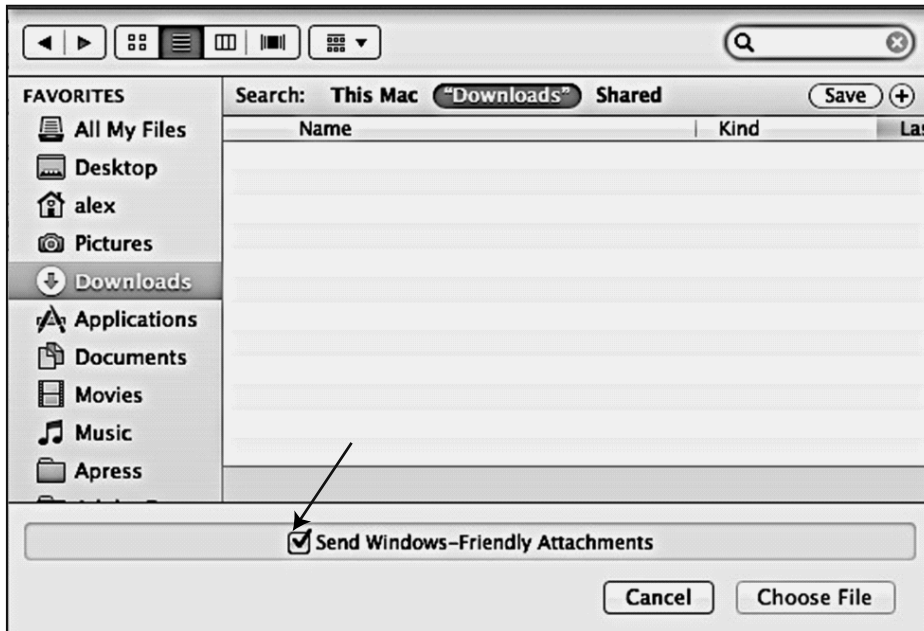 FAVORITES
All My Files
Desktop
alex
Pictures
Downloads
Applications
Documents
Movies
Music
Apress
Search: This Mac “Downloads” Shared Save
Name Kind
Send Windows-Friendly Attachments
Cancel Choose File